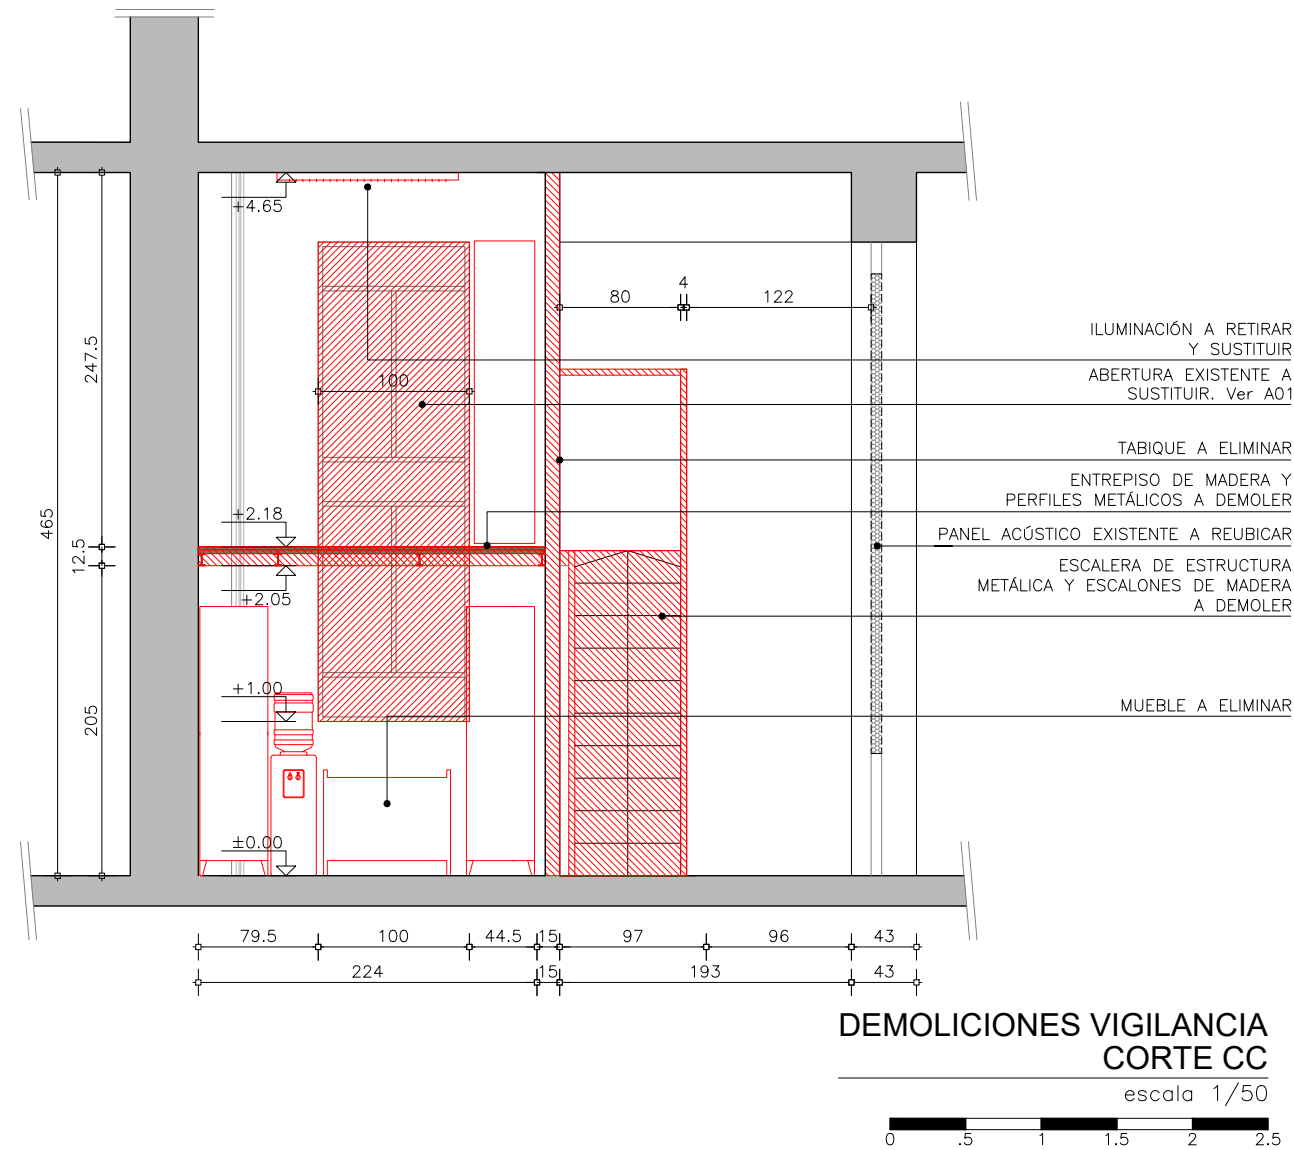 +4.65
80
4
122
ILUMINACIÓN A RETIRAR
Y SUSTITUIR
247.5
100
ABERTURA EXISTENTE A
SUSTITUIR. Ver A01
TABIQUE A ELIMINAR
ENTREPISO DE MADERA Y
PERFILES METÁLICOS A DEMOLER
465
+2.18
12.5
PANEL ACÚSTICO EXISTENTE A REUBICAR
+2.05
ESCALERA DE ESTRUCTURA
METÁLICA Y ESCALONES DE MADERA
A DEMOLER
+1.00
205
MUEBLE A ELIMINAR
±0.00
79.5 100 44.5 15 97 96 43
224 15 193 43
DEMOLICIONES VIGILANCIA
CORTE CC
escala 1/50
0 .5 1 1.5 2 2.5